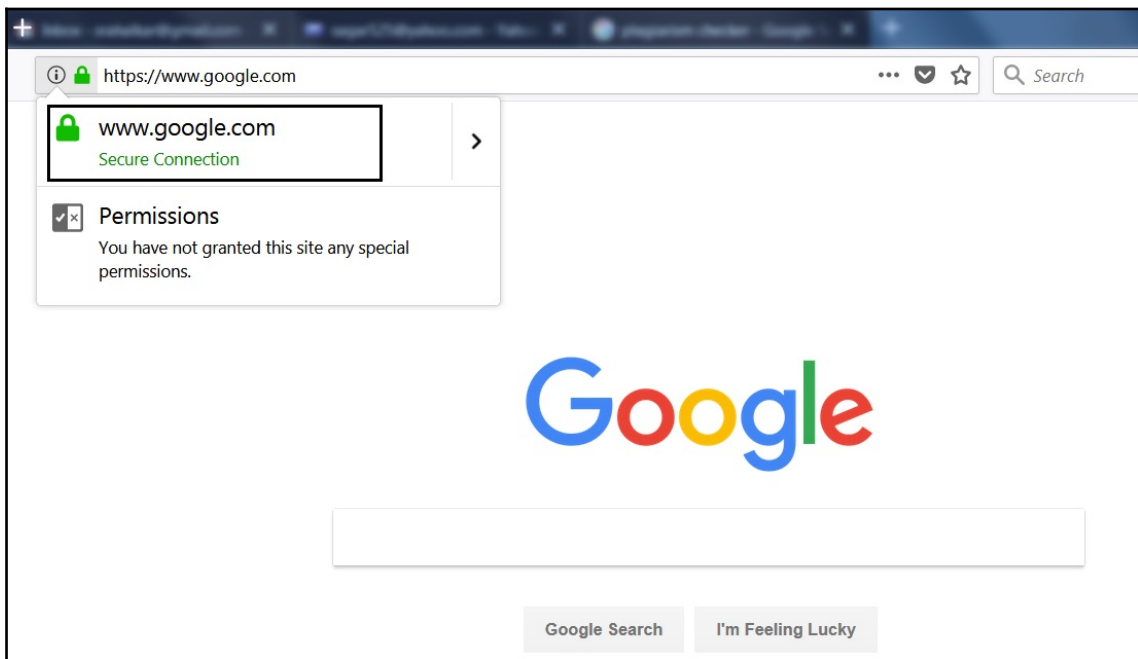 https://www.google.com
Search
www.google.com
Secure Connection
Permissions
You have not granted this site any special
permissions.
Google
Google Search
I'm Feeling Lucky